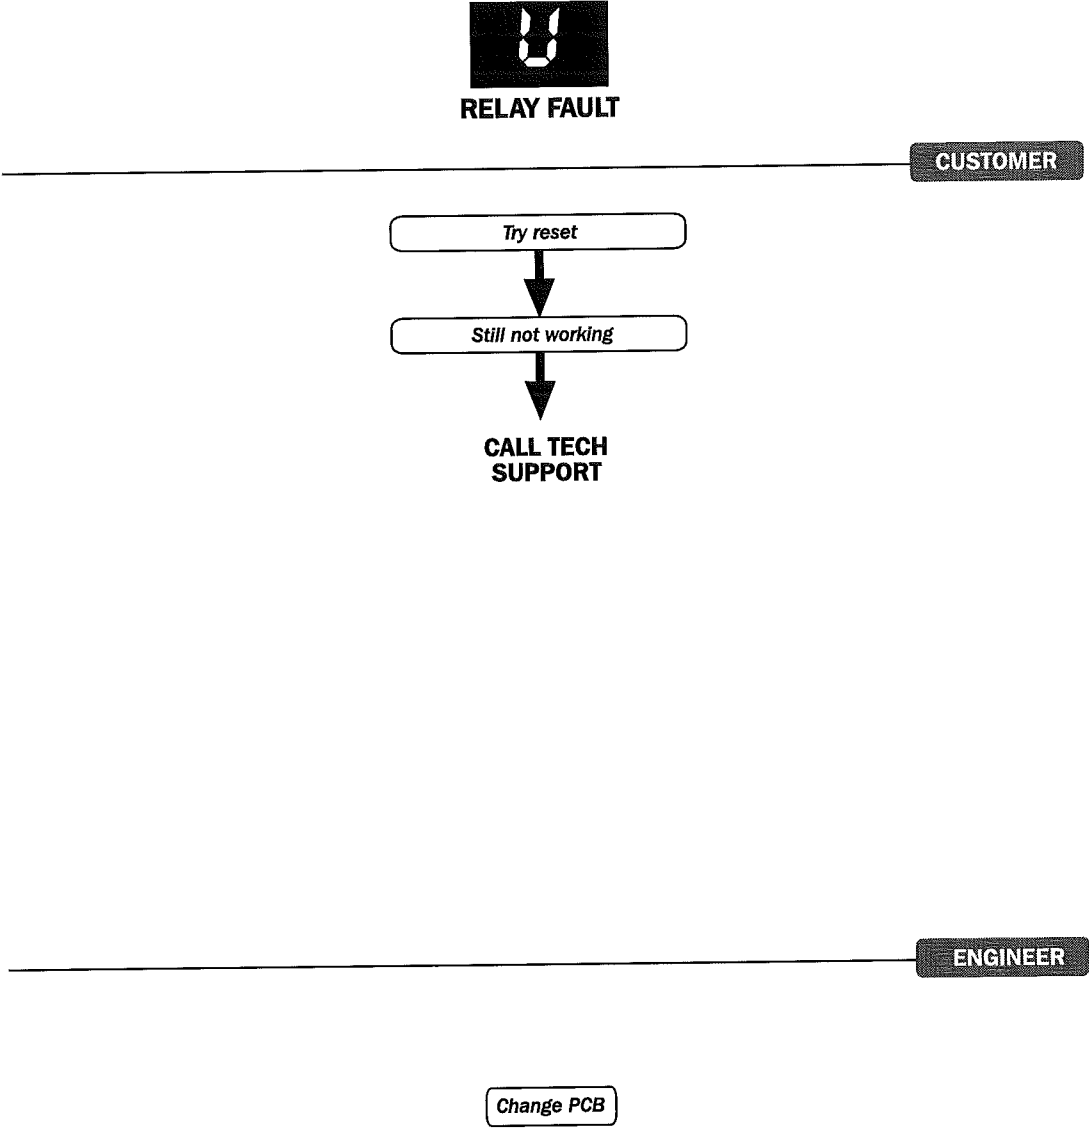 U
RELAY FAULT
CUSTOMER
Try reset
Still not working
CALL TECH
SUPPORT
ENGINEER
Change PCB